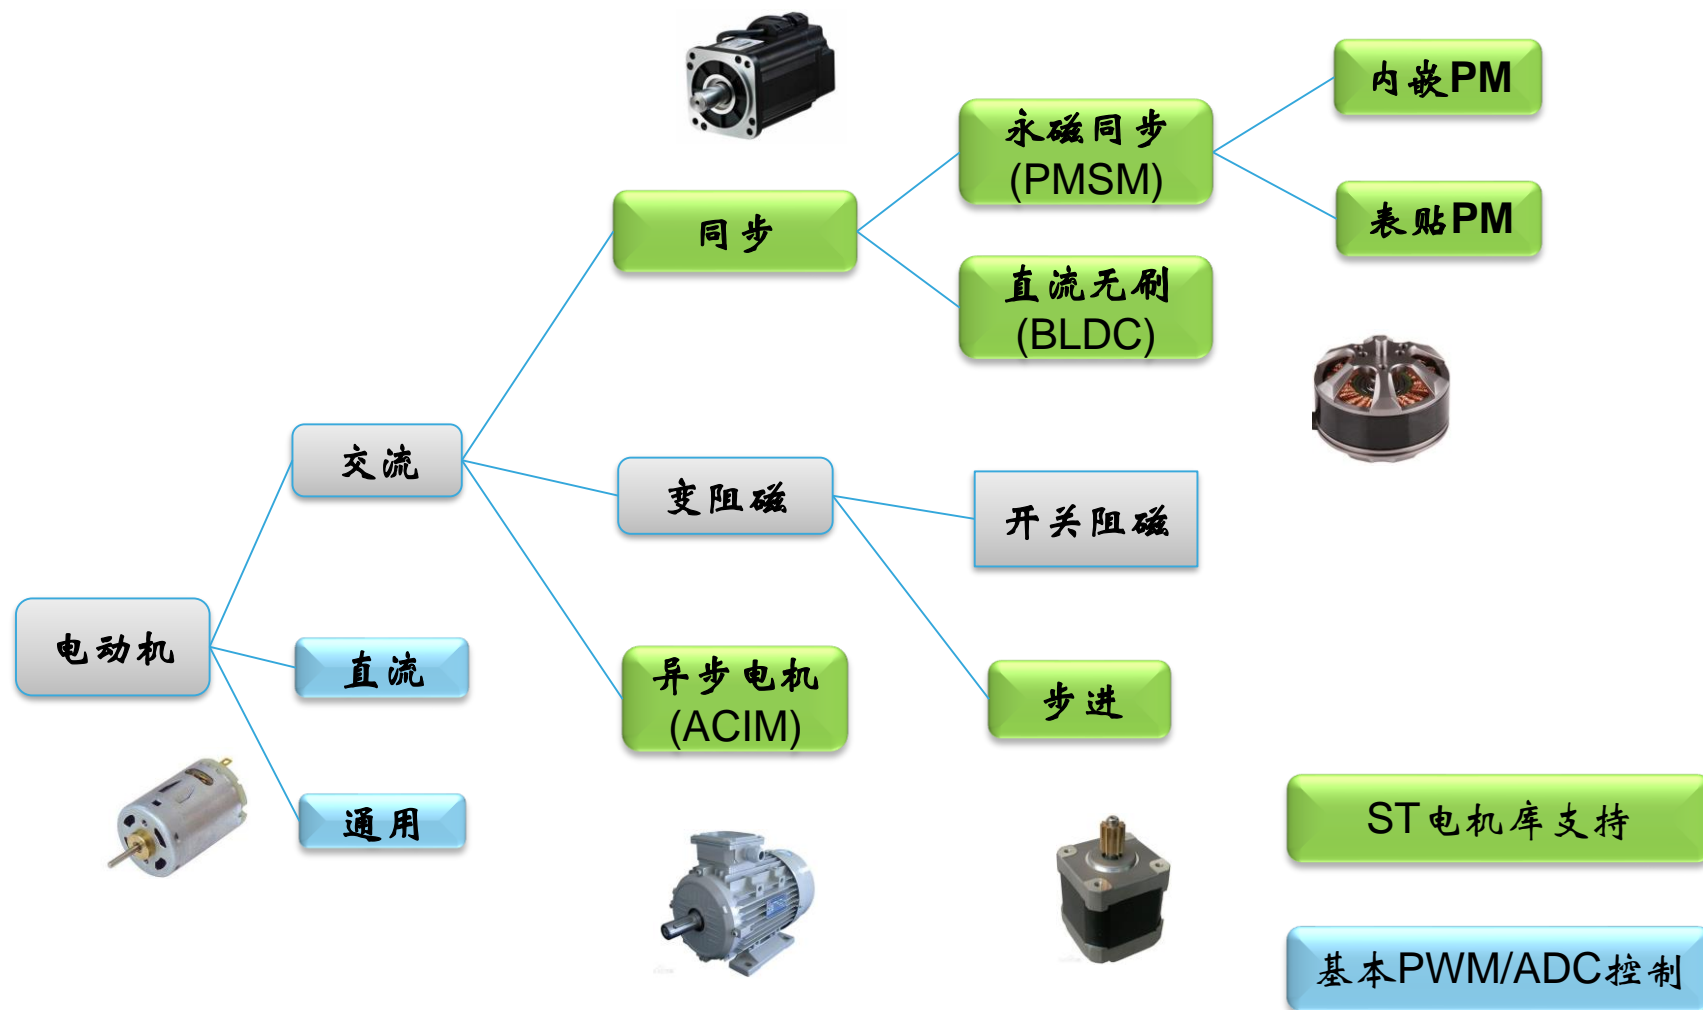 内嵌PM
永磁同步
(PMSM)
表贴PM
同步
直流无刷
(BLDC)
交流
变阻磁
开关阻磁
电动机
直流
异步电机
(ACIM)
步进
通用
ST电机库支持
基本PWM/ADC控制